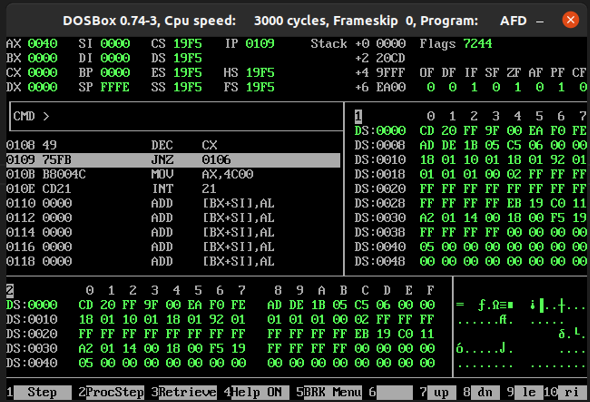 DOSBox 0.74-3, Cpu speed: 3000 cycles, Frameskip 0, Program: AFD
AX 0040 SI 0000 CS 19F5 IP 0109 Stack +0 0000 Flags 7244
BX 0000 DI 0000 DS 19F5 +2 20CD
CX 0000 BP 0000 ES 19F5 HS 19F5 +4 9FFF OF DF IF SF ZF AF PF CF
DX 0000 SP FFFE SS 19F5 FS 19F5 +6 EA00 0 0 1 0 1 0 1 0
CMD >
0108 49 DEC CX
0109 75FB JNZ 0106
010B B8004C MOV AX,4C00
010E CD21 INT 21
0110 0000 ADD [BX+SI],AL
0112 0000 ADD [BX+SI],AL
0114 0000 ADD [BX+SI],AL
0116 0000 ADD [BX+SI],AL
0118 0000 ADD [BX+SI],AL
1 0 1 2 3 4 5 6 7
DS:0000 CD 20 FF 9F 00 EA F0 FE
DS:0008 AD DE 1B 05 C5 06 00 00
DS:0010 18 01 10 01 18 01 92 01
DS:0018 01 01 01 00 02 FF FF FF
DS:0020 FF FF FF FF FF FF FF FF
DS:0028 FF FF FF FF EB 19 C0 11
DS:0030 A2 01 14 00 18 00 F5 19
DS:0038 FF FF FF FF 00 00 00 00
DS:0040 05 00 00 00 00 00 00 00
DS:0048 00 00 00 00 00 00 00 00
2 0 1 2 3 4 5 6 7 8 9 A B C D E F
DS:0000 CD 20 FF 9F 00 EA F0 FE AD DE 1B 05 C5 06 00 00
DS:0010 18 01 10 01 18 01 92 01 01 01 01 00 02 FF FF FF
DS:0020 FF FF FF FF FF FF FF FF FF FF FF FF EB 19 C0 11
DS:0030 A2 01 14 00 18 00 F5 19 FF FF FF FF 00 00 00 00
DS:0040 05 00 00 00 00 00 00 00 00 00 00 00 00 00 00 00
1 Step 2 ProcStep 3 Retrieve 4 Help ON 5 BRK Menu 6 7 up 8 dn 9 le 10 ri